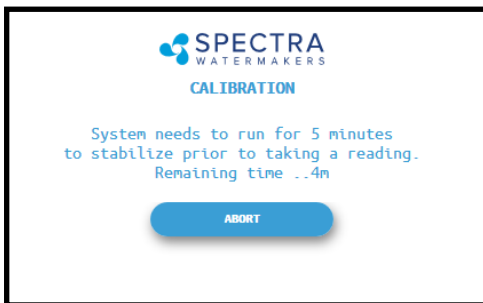 SPECTRA
WATERMAKERS
CALIBRATION
System needs to run for 5 minutes
to stabilize prior to taking a reading.
Remaining time ..4m
ABORT